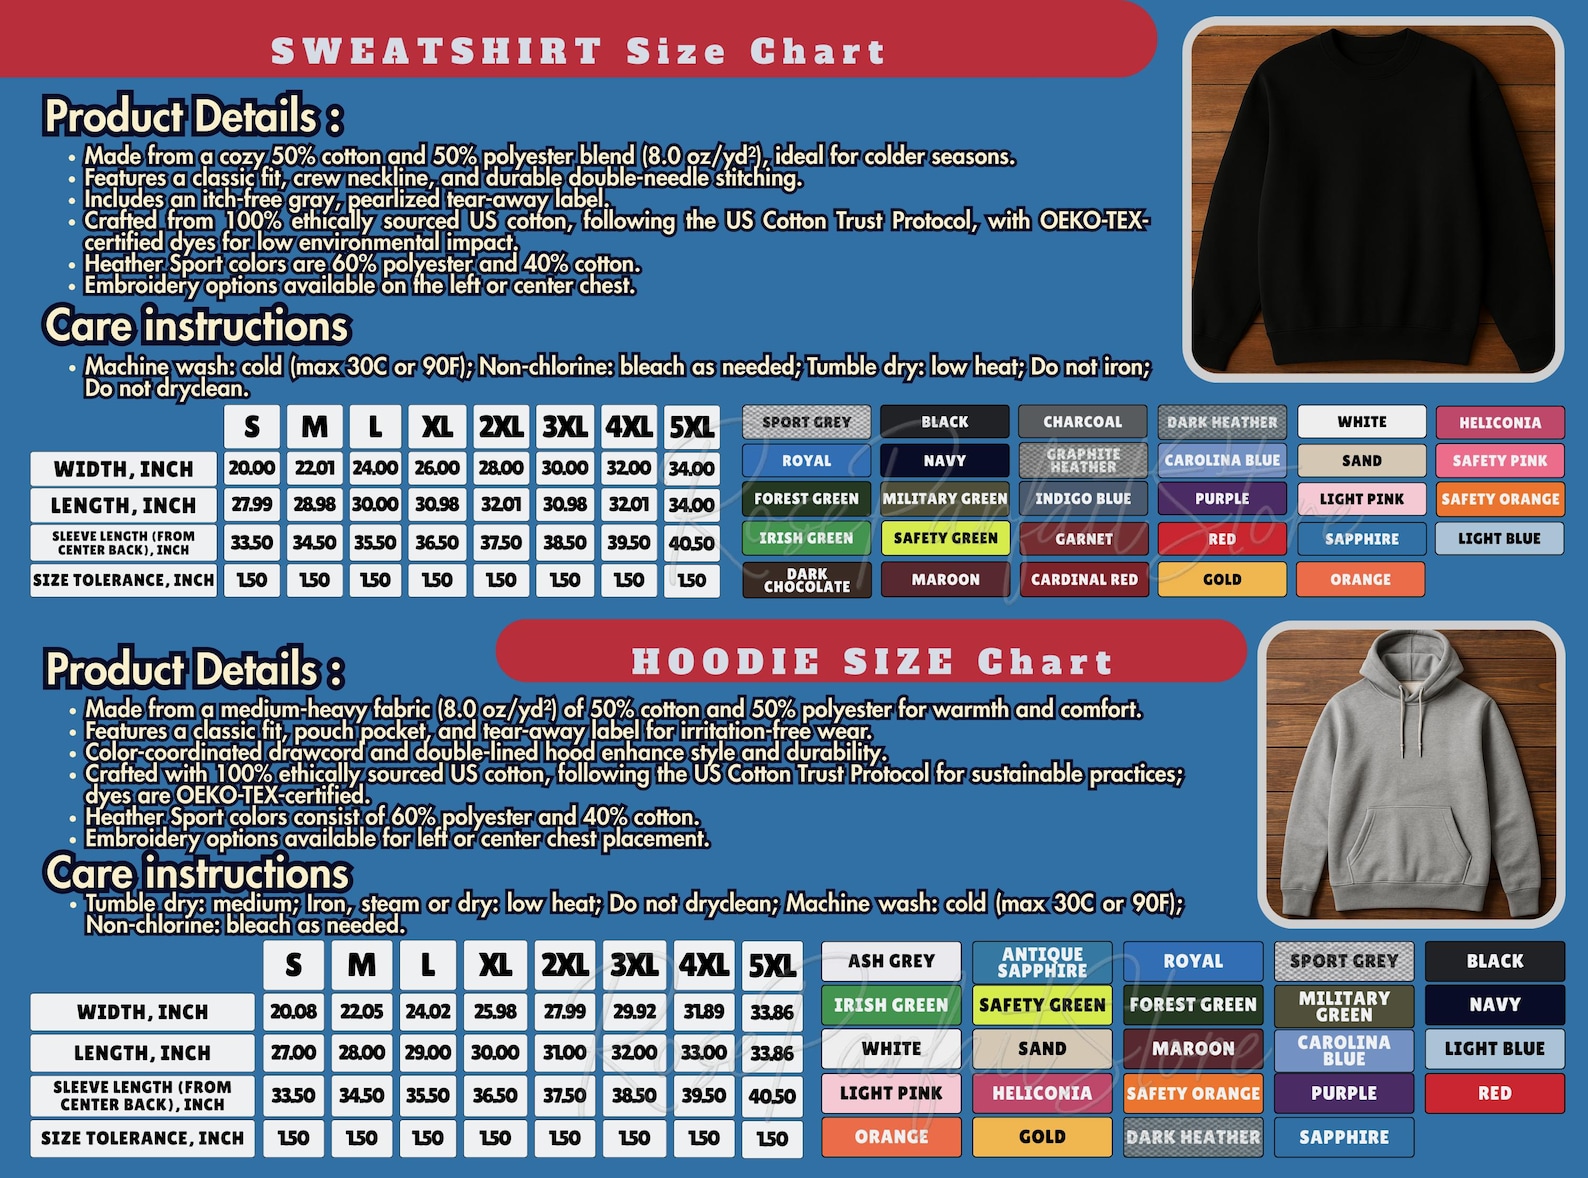 SWEATSHIRT Size Chart
Product Details :
• Made from a cozy 50% cotton and 50% polyester blend (8.0 oz/yd²), ideal for colder seasons.
• Features a classic fit, crew neckline, and durable double-needle stitching.
• Includes an itch-free gray, pearlized tear-away label.
• Crafted from 100% ethically sourced US cotton, following the US Cotton Trust Protocol, with OEKO-TEX-
certified dyes for low environmental impact.
• Heather Sport colors are 60% polyester and 40% cotton.
• Embroidery options available on the left or center chest.
Care instructions
• Machine wash: cold (max 30C or 90F); Non-chlorine: bleach as needed; Tumble dry: low heat; Do not iron;
Do not dryclean.
S M L XL 2XL 3XL 4XL 5XL
WIDTH, INCH 20.00 22.01 24.00 26.00 28.00 30.00 32.00 34.00
LENGTH, INCH 27.99 28.98 30.00 30.98 32.01 30.98 32.01 34.00
SLEEVE LENGTH (FROM
CENTER BACK), INCH 33.50 34.50 35.50 36.50 37.50 38.50 39.50 40.50
SIZE TOLERANCE, INCH 1.50 1.50 1.50 1.50 1.50 1.50 1.50 1.50
SPORT GREY BLACK CHARCOAL DARK HEATHER WHITE HELICONIA
ROYAL NAVY GRAPHITE HEATHER CAROLINA BLUE SAND SAFETY PINK
FOREST GREEN MILITARY GREEN INDIGO BLUE PURPLE LIGHT PINK SAFETY ORANGE
IRISH GREEN SAFETY GREEN GARNET RED SAPPHIRE LIGHT BLUE
DARK CHOCOLATE MAROON CARDINAL RED GOLD ORANGE
RoseParfaitStore
HOODIE SIZE Chart
Product Details :
• Made from a medium-heavy fabric (8.0 oz/yd²) of 50% cotton and 50% polyester for warmth and comfort.
• Features a classic fit, pouch pocket, and tear-away label for irritation-free wear.
• Color-coordinated drawcord and double-lined hood enhance style and durability.
• Crafted with 100% ethically sourced US cotton, following the US Cotton Trust Protocol for sustainable practices;
dyes are OEKO-TEX-certified.
• Heather Sport colors consist of 60% polyester and 40% cotton.
• Embroidery options available for left or center chest placement.
Care instructions
• Tumble dry: medium; Iron, steam or dry: low heat; Do not dryclean; Machine wash: cold (max 30C or 90F);
Non-chlorine: bleach as needed.
S M L XL 2XL 3XL 4XL 5XL
WIDTH, INCH 20.08 22.05 24.02 25.98 27.99 29.92 31.89 33.86
LENGTH, INCH 27.00 28.00 29.00 30.00 31.00 32.00 33.00 33.86
SLEEVE LENGTH (FROM
CENTER BACK), INCH 33.50 34.50 35.50 36.50 37.50 38.50 39.50 40.50
SIZE TOLERANCE, INCH 1.50 1.50 1.50 1.50 1.50 1.50 1.50 1.50
ASH GREY ANTIQUE SAPPHIRE ROYAL SPORT GREY BLACK
IRISH GREEN SAFETY GREEN FOREST GREEN MILITARY GREEN NAVY
WHITE SAND MAROON CAROLINA BLUE LIGHT BLUE
LIGHT PINK HELICONIA SAFETY ORANGE PURPLE RED
ORANGE GOLD DARK HEATHER SAPPHIRE
RoseParfaitStore